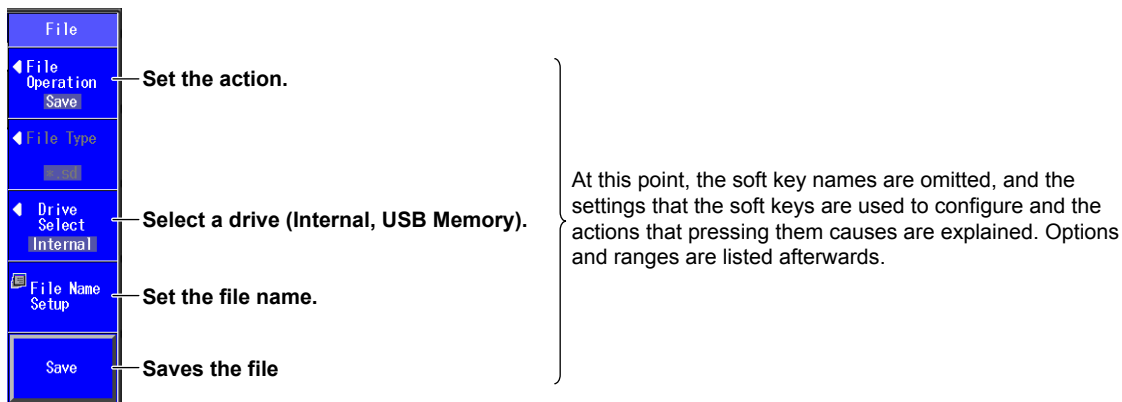 File
File
Operation
Save
Set the action.
File Type
*.sd
Drive
Select
Internal
Select a drive (Internal, USB Memory).
File Name
Setup
Set the file name.
Save
Saves the file
At this point, the soft key names are omitted, and the
settings that the soft keys are used to configure and the
actions that pressing them causes are explained. Options
and ranges are listed afterwards.